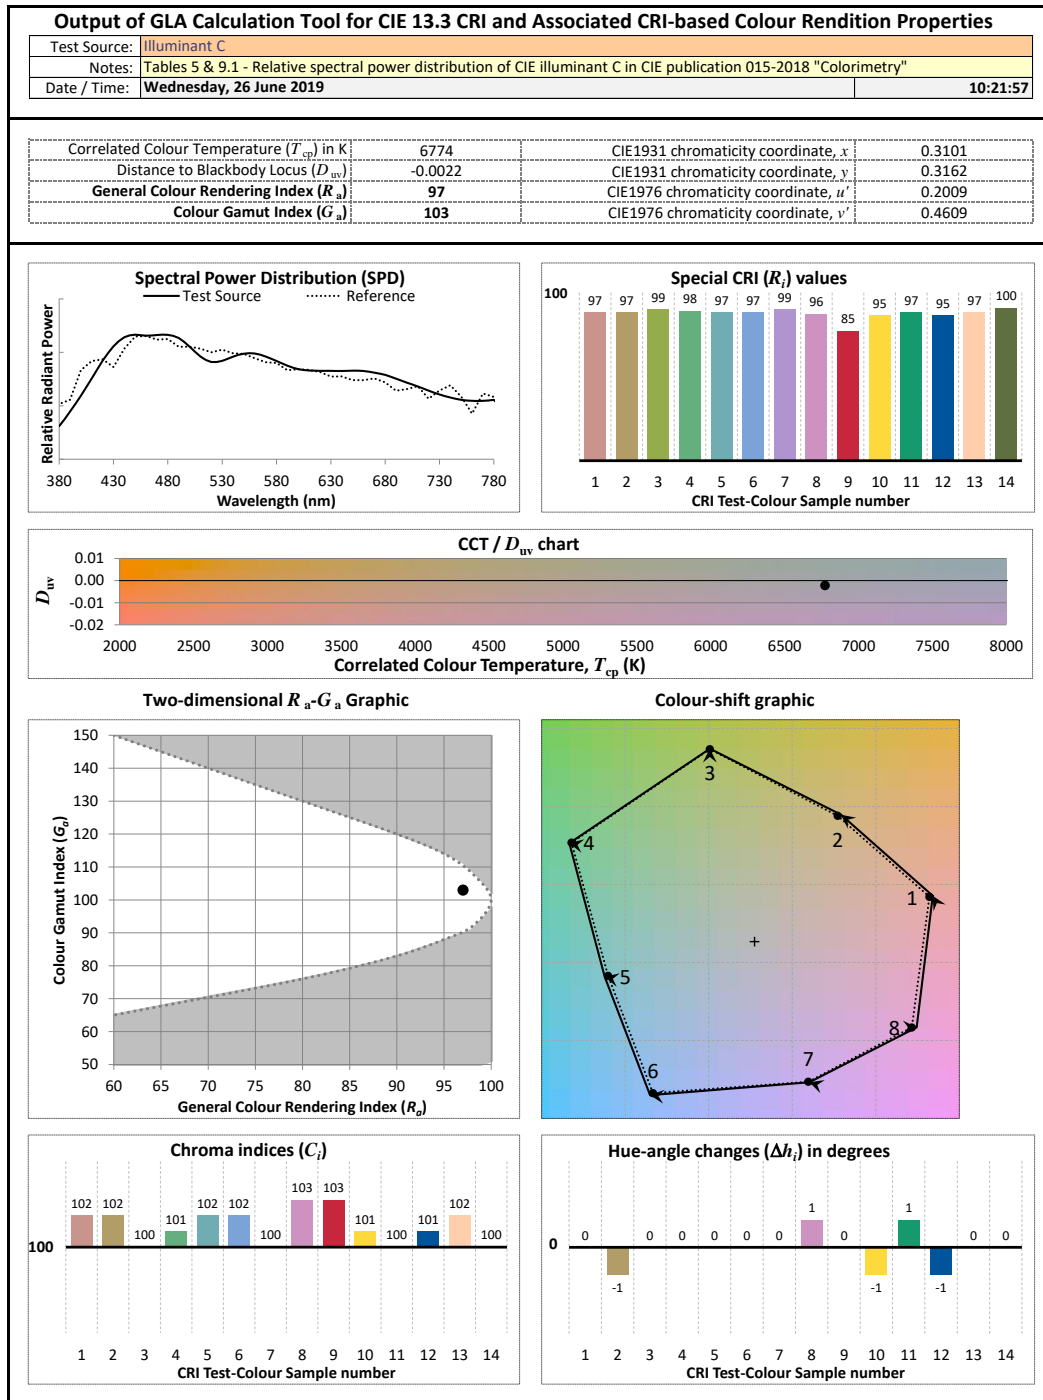 Output of GLA Calculation Tool for CIE 13.3 CRI and Associated CRI-based Colour Rendition Properties
Test Source: Illuminant C
Notes: Tables 5 & 9.1 - Relative spectral power distribution of CIE illuminant C in CIE publication 015-2018 "Colorimetry"
Date / Time: Wednesday, 26 June 2019 10:21:57
Correlated Colour Temperature (Tcp) in K 6774 CIE1931 chromaticity coordinate, x 0.3101
Distance to Blackbody Locus (Duv) -0.0022 CIE1931 chromaticity coordinate, y 0.3162
General Colour Rendering Index (Ra) 97 CIE1976 chromaticity coordinate, u' 0.2009
Colour Gamut Index (Ga) 103 CIE1976 chromaticity coordinate, v' 0.4609
Spectral Power Distribution (SPD)
Test Source Reference
Relative Radiant Power
380 430 480 530 580 630 680 730 780
Wavelength (nm)
Special CRI (Ri) values
100
97 97 99 98 97 97 99 96 85 95 97 95 97 100
1 2 3 4 5 6 7 8 9 10 11 12 13 14
CRI Test-Colour Sample number
CCT / Duv chart
Duv
0.01
0.00
-0.01
-0.02
2000 2500 3000 3500 4000 4500 5000 5500 6000 6500 7000 7500 8000
Correlated Colour Temperature, Tcp (K)
Two-dimensional Ra-Ga Graphic
Colour Gamut Index (Ga)
150
140
130
120
110
100
90
80
70
60
50
60 65 70 75 80 85 90 95 100
General Colour Rendering Index (Ra)
Colour-shift graphic
3
2
4
1
5
8
7
6
Chroma indices (Ci)
100
102 102 100 101 102 102 100 103 103 101 100 101 102 100
1 2 3 4 5 6 7 8 9 10 11 12 13 14
CRI Test-Colour Sample number
Hue-angle changes (Δhi) in degrees
0
0 -1 0 0 0 0 0 1 0 -1 1 -1 0 0
1 2 3 4 5 6 7 8 9 10 11 12 13 14
CRI Test-Colour Sample number